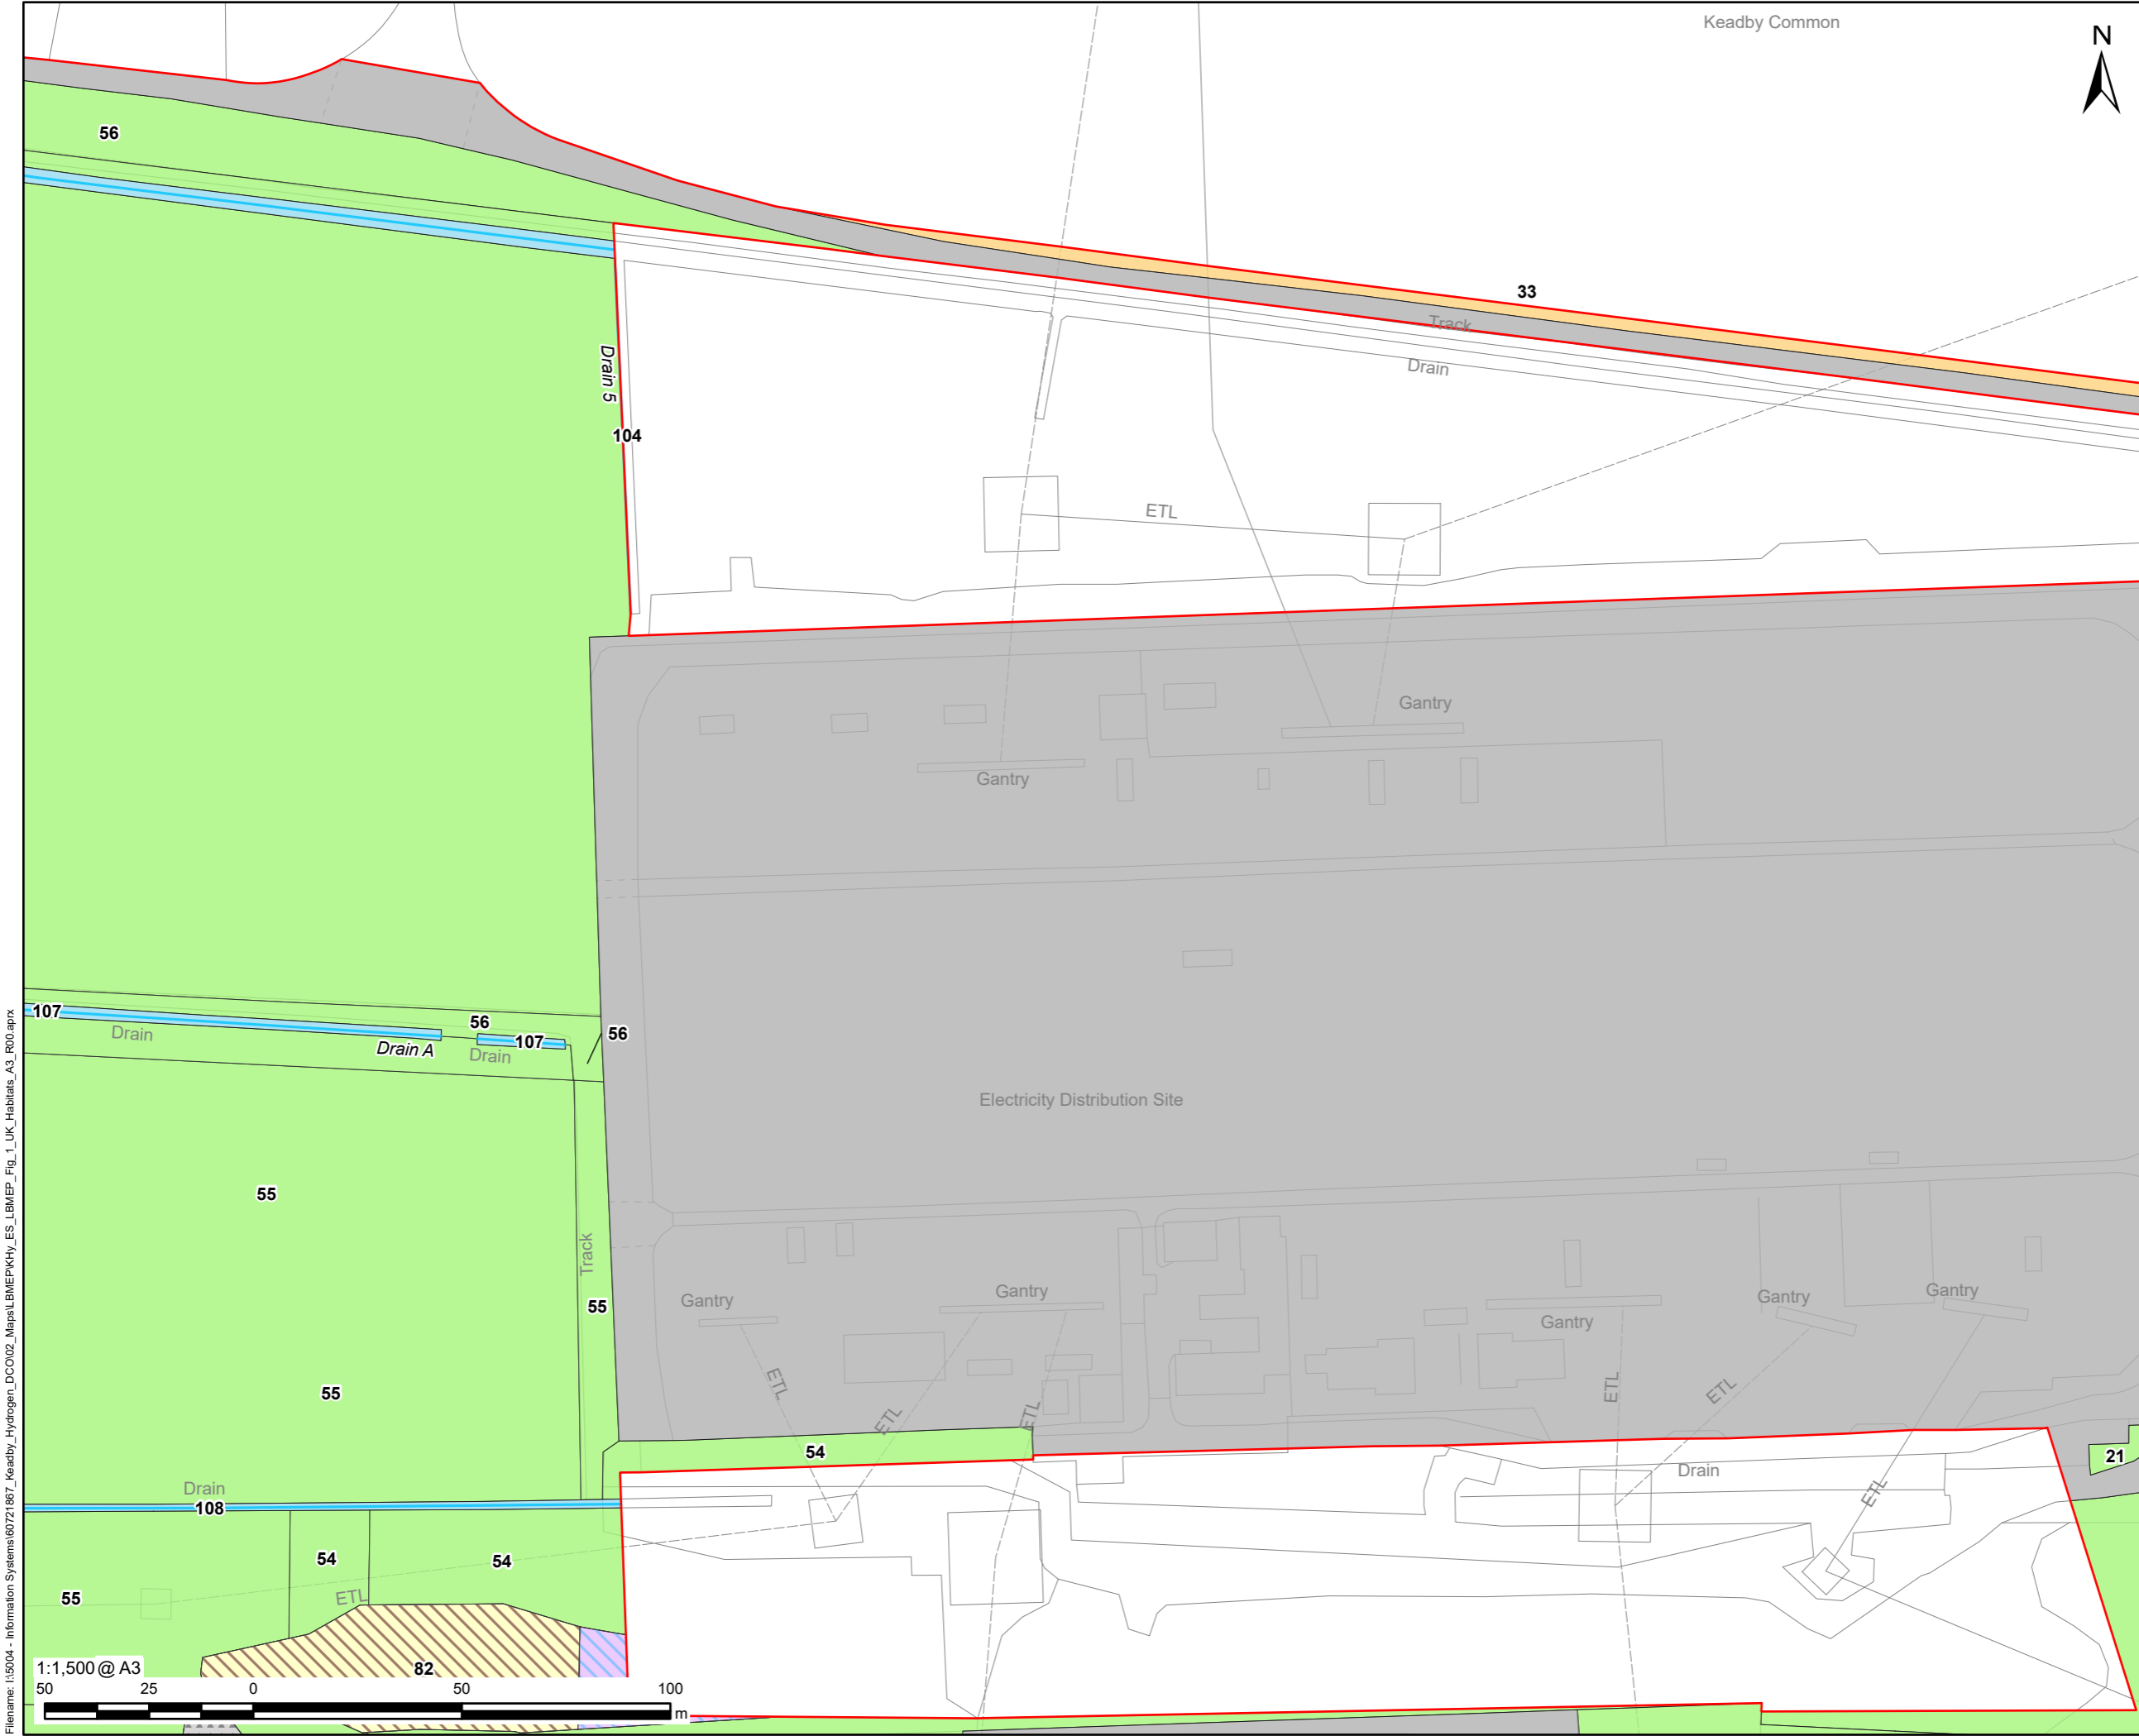 Keadby Common
N
56
33
Track
Drain
Drain 5
104
ETL
Gantry
Gantry
107
56
Drain
Drain A
107
Drain
56
Electricity Distribution Site
55
Track
55
Gantry
Gantry
Gantry
Gantry
Gantry
55
ETL
ETL
ETL
ETL
ETL
54
21
Drain
Drain
108
ETL
54
54
ETL
55
82
1:1,500 @ A3
50 25 0 50 100
m
Filename: I:\5004 - Information Systems\60721867_Keadby_Hydrogen_DCO\02_Maps\LBMEP\KHy_ES_LBMEP_Fig_1_UK_Habitats_A3_R00.aprx